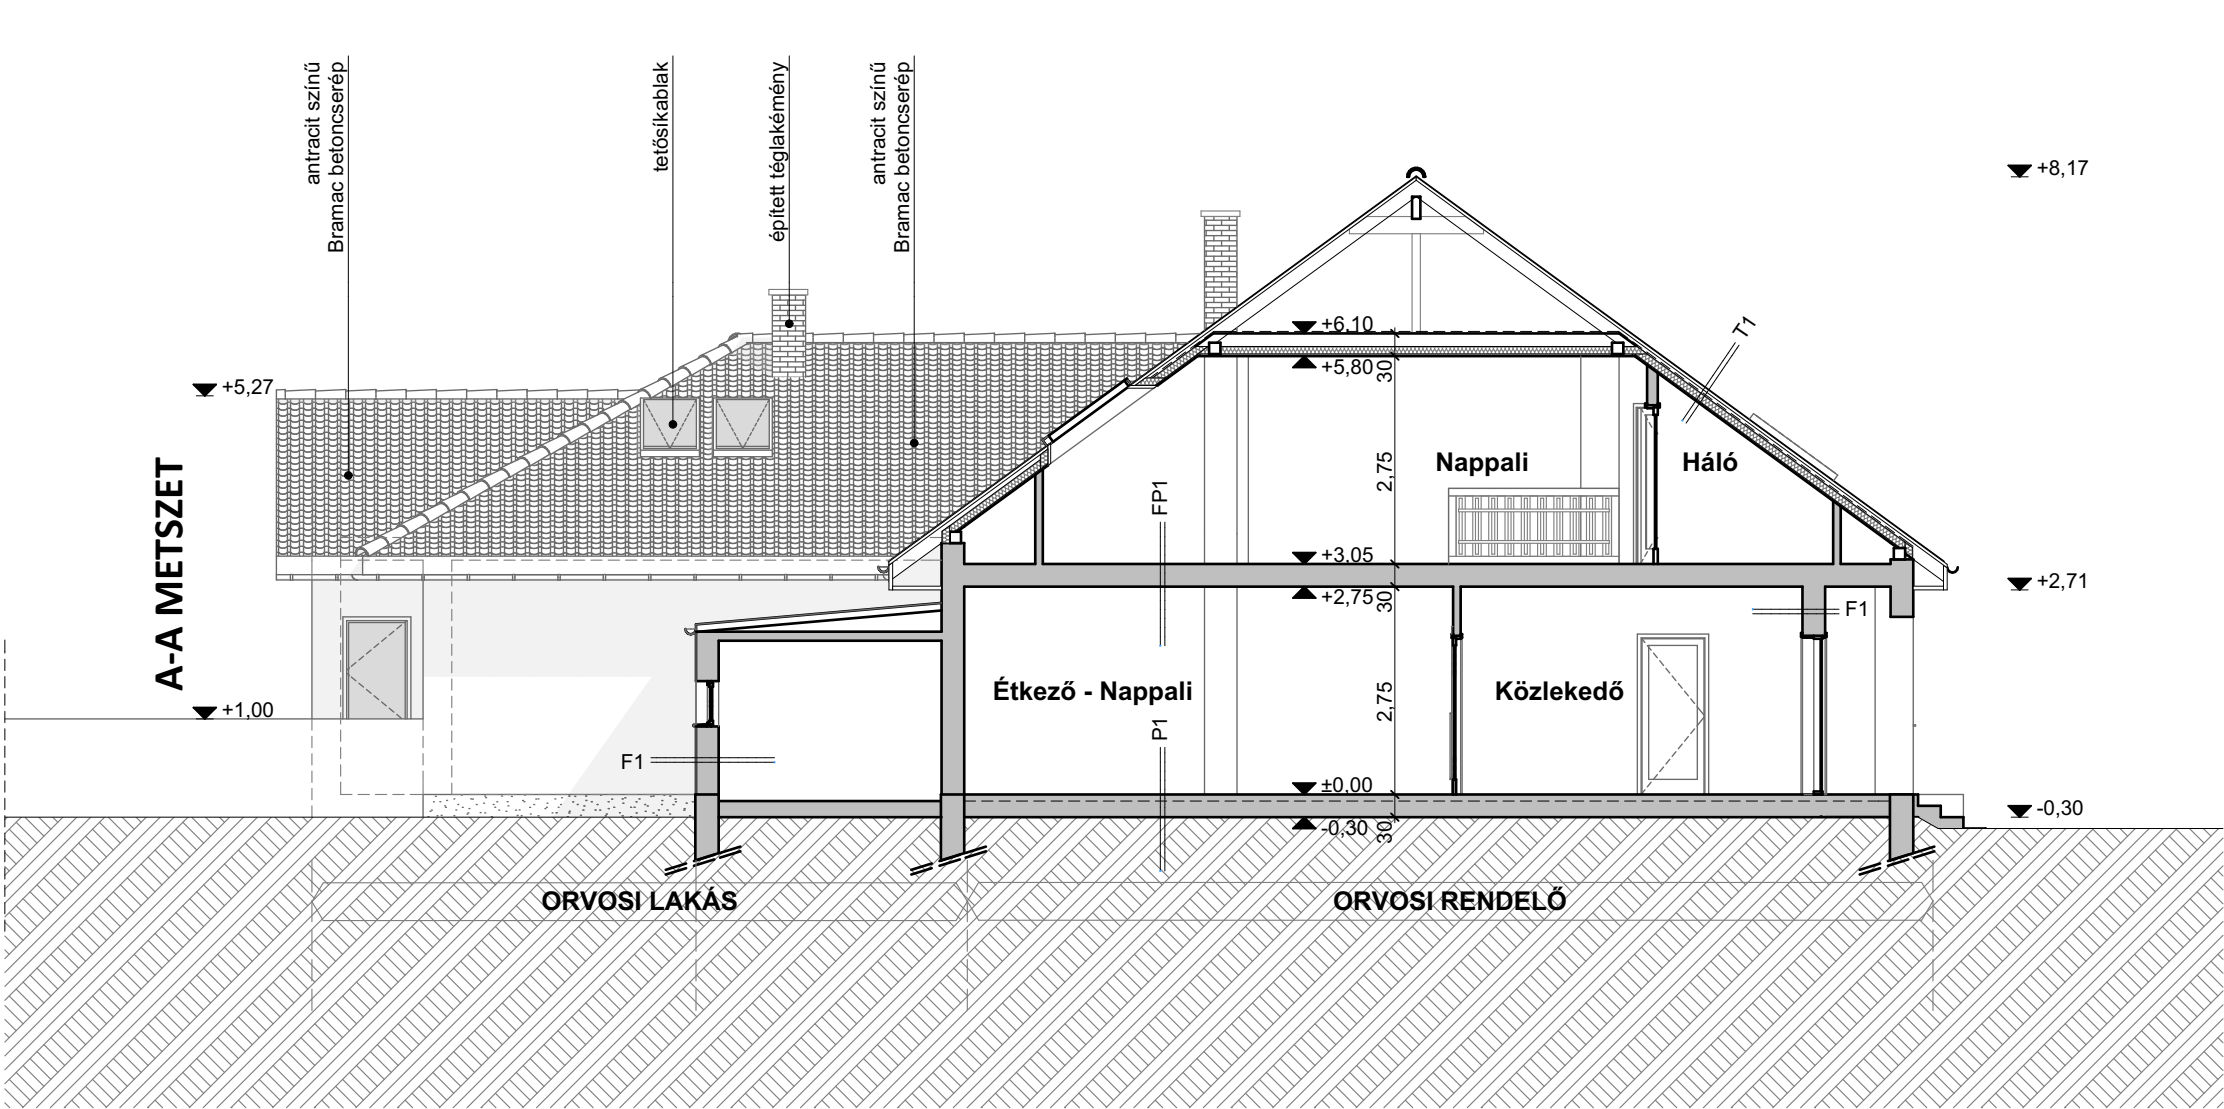 antracit színű
Bramac betoncserép
tetősíkablak
épített téglakémény
antracit színű
Bramac betoncserép
+8,17
+6,10
+5,80
30
T1
+5,27
A-A METSZET
Nappali
Háló
2,75
FP1
+3,05
+2,75
30
+2,71
F1
Étkező - Nappali
Közlekedő
2,75
+1,00
P1
F1
±0,00
-0,30
30
-0,30
ORVOSI LAKÁS
ORVOSI RENDELŐ